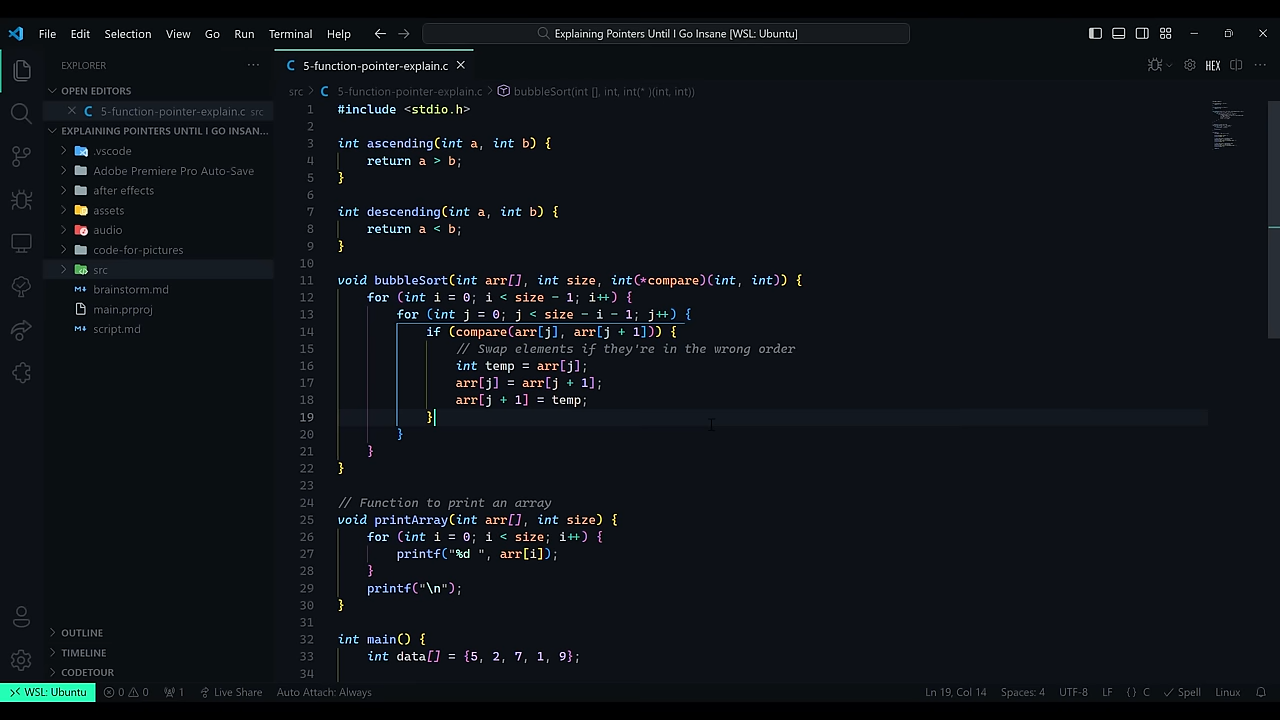 File Edit Selection View Go Run Terminal Help
Explaining Pointers Until I Go Insane [WSL: Ubuntu]
EXPLORER
OPEN EDITORS
5-function-pointer-explain.c src
EXPLAINING POINTERS UNTIL I GO INSAN...
.vscode
Adobe Premiere Pro Auto-Save
after effects
assets
audio
code-for-pictures
src
brainstorm.md
main.prproj
script.md
OUTLINE
TIMELINE
CODETOUR
5-function-pointer-explain.c
HEX
src > 5-function-pointer-explain.c > bubbleSort(int [], int, int(* )(int, int))
1 #include <stdio.h>
2
3 int ascending(int a, int b) {
4 return a > b;
5 }
6
7 int descending(int a, int b) {
8 return a < b;
9 }
10
11 void bubbleSort(int arr[], int size, int(*compare)(int, int)) {
12 for (int i = 0; i < size - 1; i++) {
13 for (int j = 0; j < size - i - 1; j++) {
14 if (compare(arr[j], arr[j + 1])) {
15 // Swap elements if they're in the wrong order
16 int temp = arr[j];
17 arr[j] = arr[j + 1];
18 arr[j + 1] = temp;
19 }
20 }
21 }
22 }
23
24 // Function to print an array
25 void printArray(int arr[], int size) {
26 for (int i = 0; i < size; i++) {
27 printf("%d ", arr[i]);
28 }
29 printf("\n");
30 }
31
32 int main() {
33 int data[] = {5, 2, 7, 1, 9};
34
WSL: Ubuntu 0 0 1 Live Share Auto Attach: Always Ln 19, Col 14 Spaces: 4 UTF-8 LF {} C Spell Linux